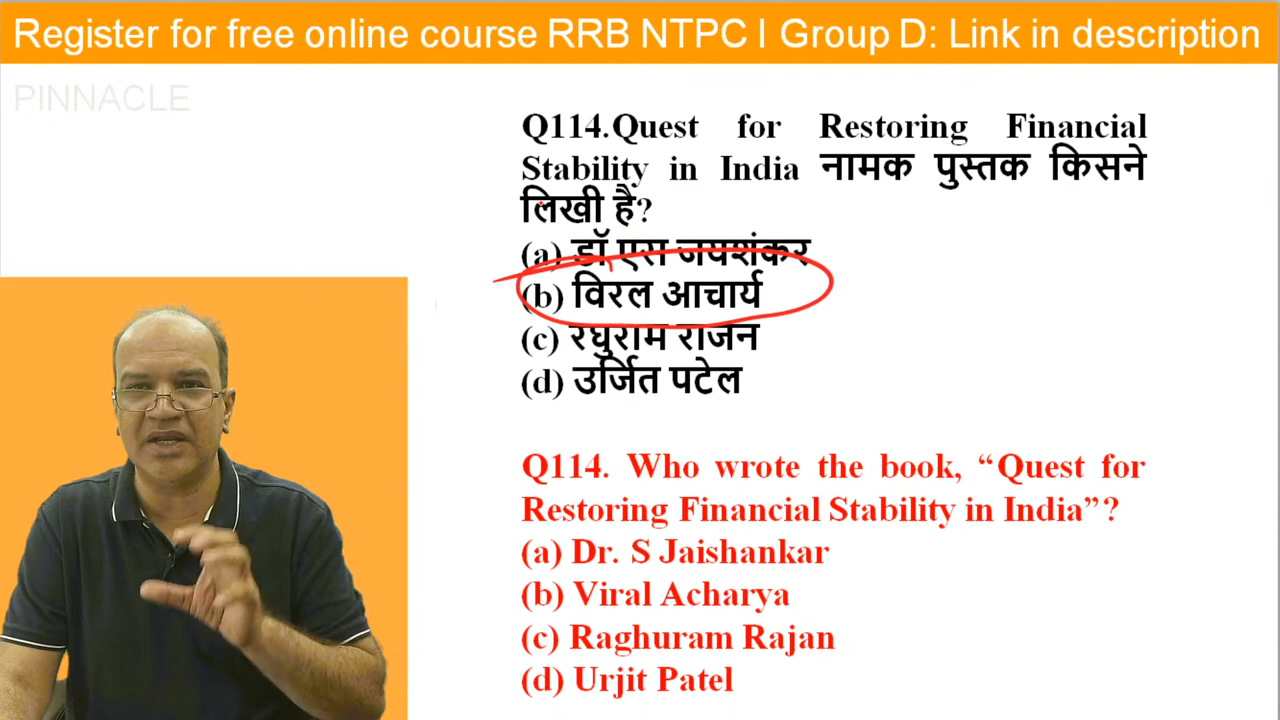 Register for free online course RRB NTPC I Group D: Link in description
PINNACLE
Q114.Quest for Restoring Financial
Stability in India नामक पुस्तक किसने
लिखी है?
(a) डॉ एस जयशंकर
(b) विरल आचार्य
(c) रघुराम राजन
(d) उर्जित पटेल
Q114. Who wrote the book, “Quest for
Restoring Financial Stability in India”?
(a) Dr. S Jaishankar
(b) Viral Acharya
(c) Raghuram Rajan
(d) Urjit Patel